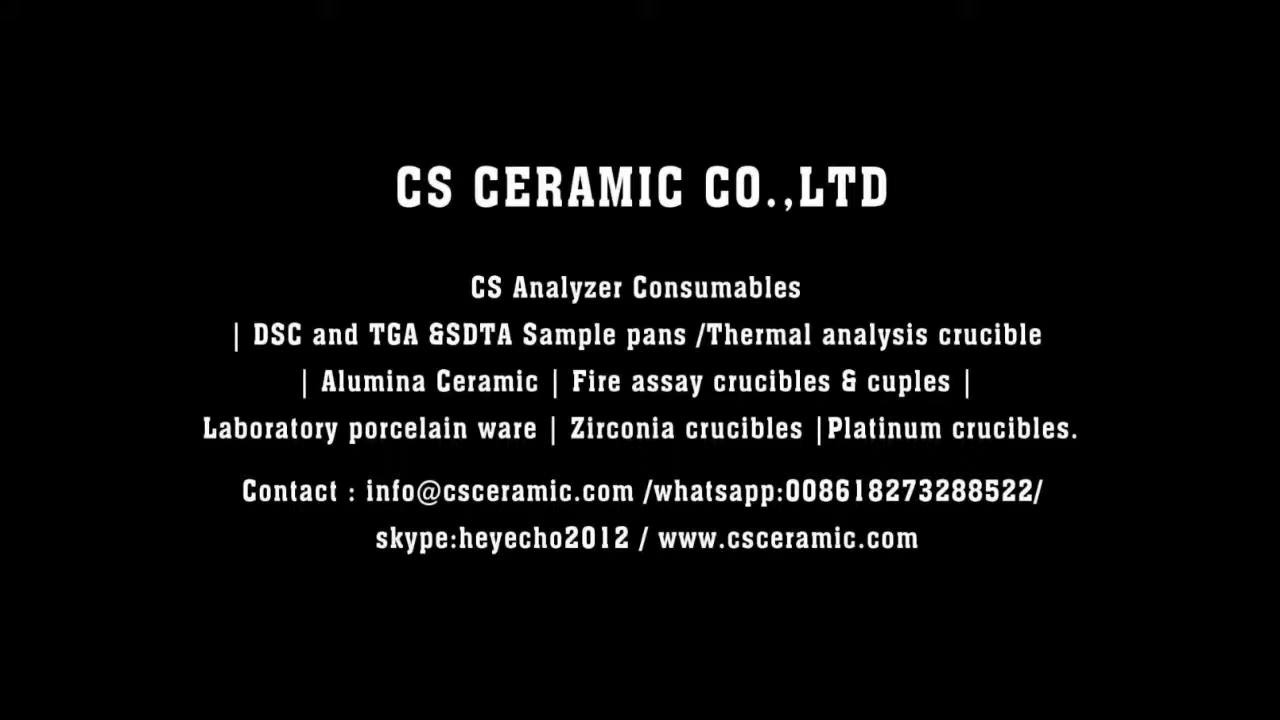 CS CERAMIC CO.,LTD
CS Analyzer Consumables
| DSC and TGA &SDTA Sample pans /Thermal analysis crucible
| Alumina Ceramic | Fire assay crucibles & cuples |
Laboratory porcelain ware | Zirconia crucibles |Platinum crucibles.
Contact : info@csceramic.com /whatsapp:008618273288522/
skype:heyecho2012 / www.csceramic.com